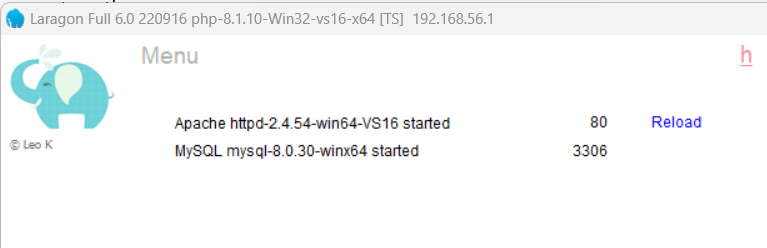 Laragon Full 6.0 220916 php-8.1.10-Win32-vs16-x64 [TS] 192.168.56.1
Menu h
© Leo K
Apache httpd-2.4.54-win64-VS16 started 80 Reload
MySQL mysql-8.0.30-winx64 started 3306